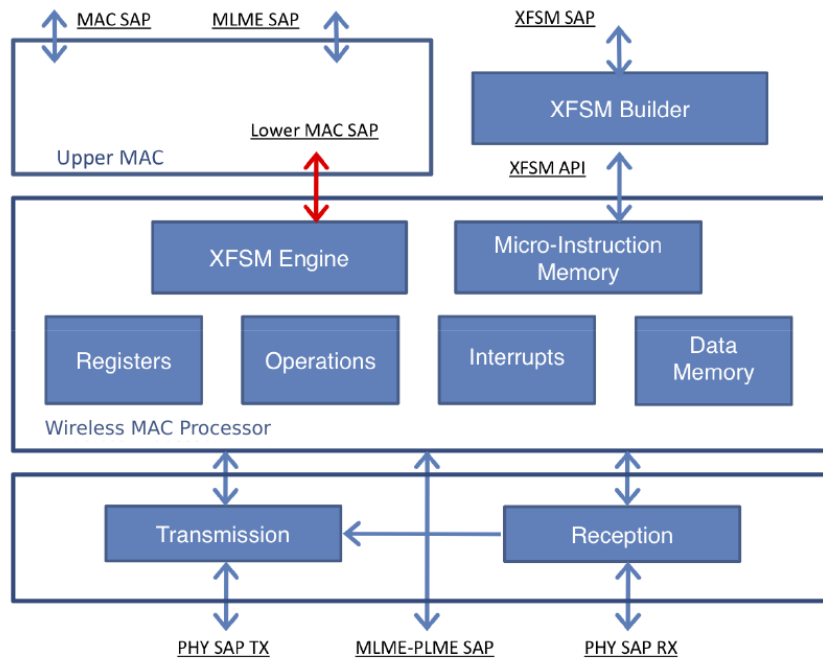 MAC SAP
MLME SAP
XFSM SAP
XFSM Builder
Lower MAC SAP
Upper MAC
XFSM API
XFSM Engine
Micro-Instruction
Memory
Registers
Operations
Interrupts
Data
Memory
Wireless MAC Processor
Transmission
Reception
PHY SAP TX
MLME-PLME SAP
PHY SAP RX